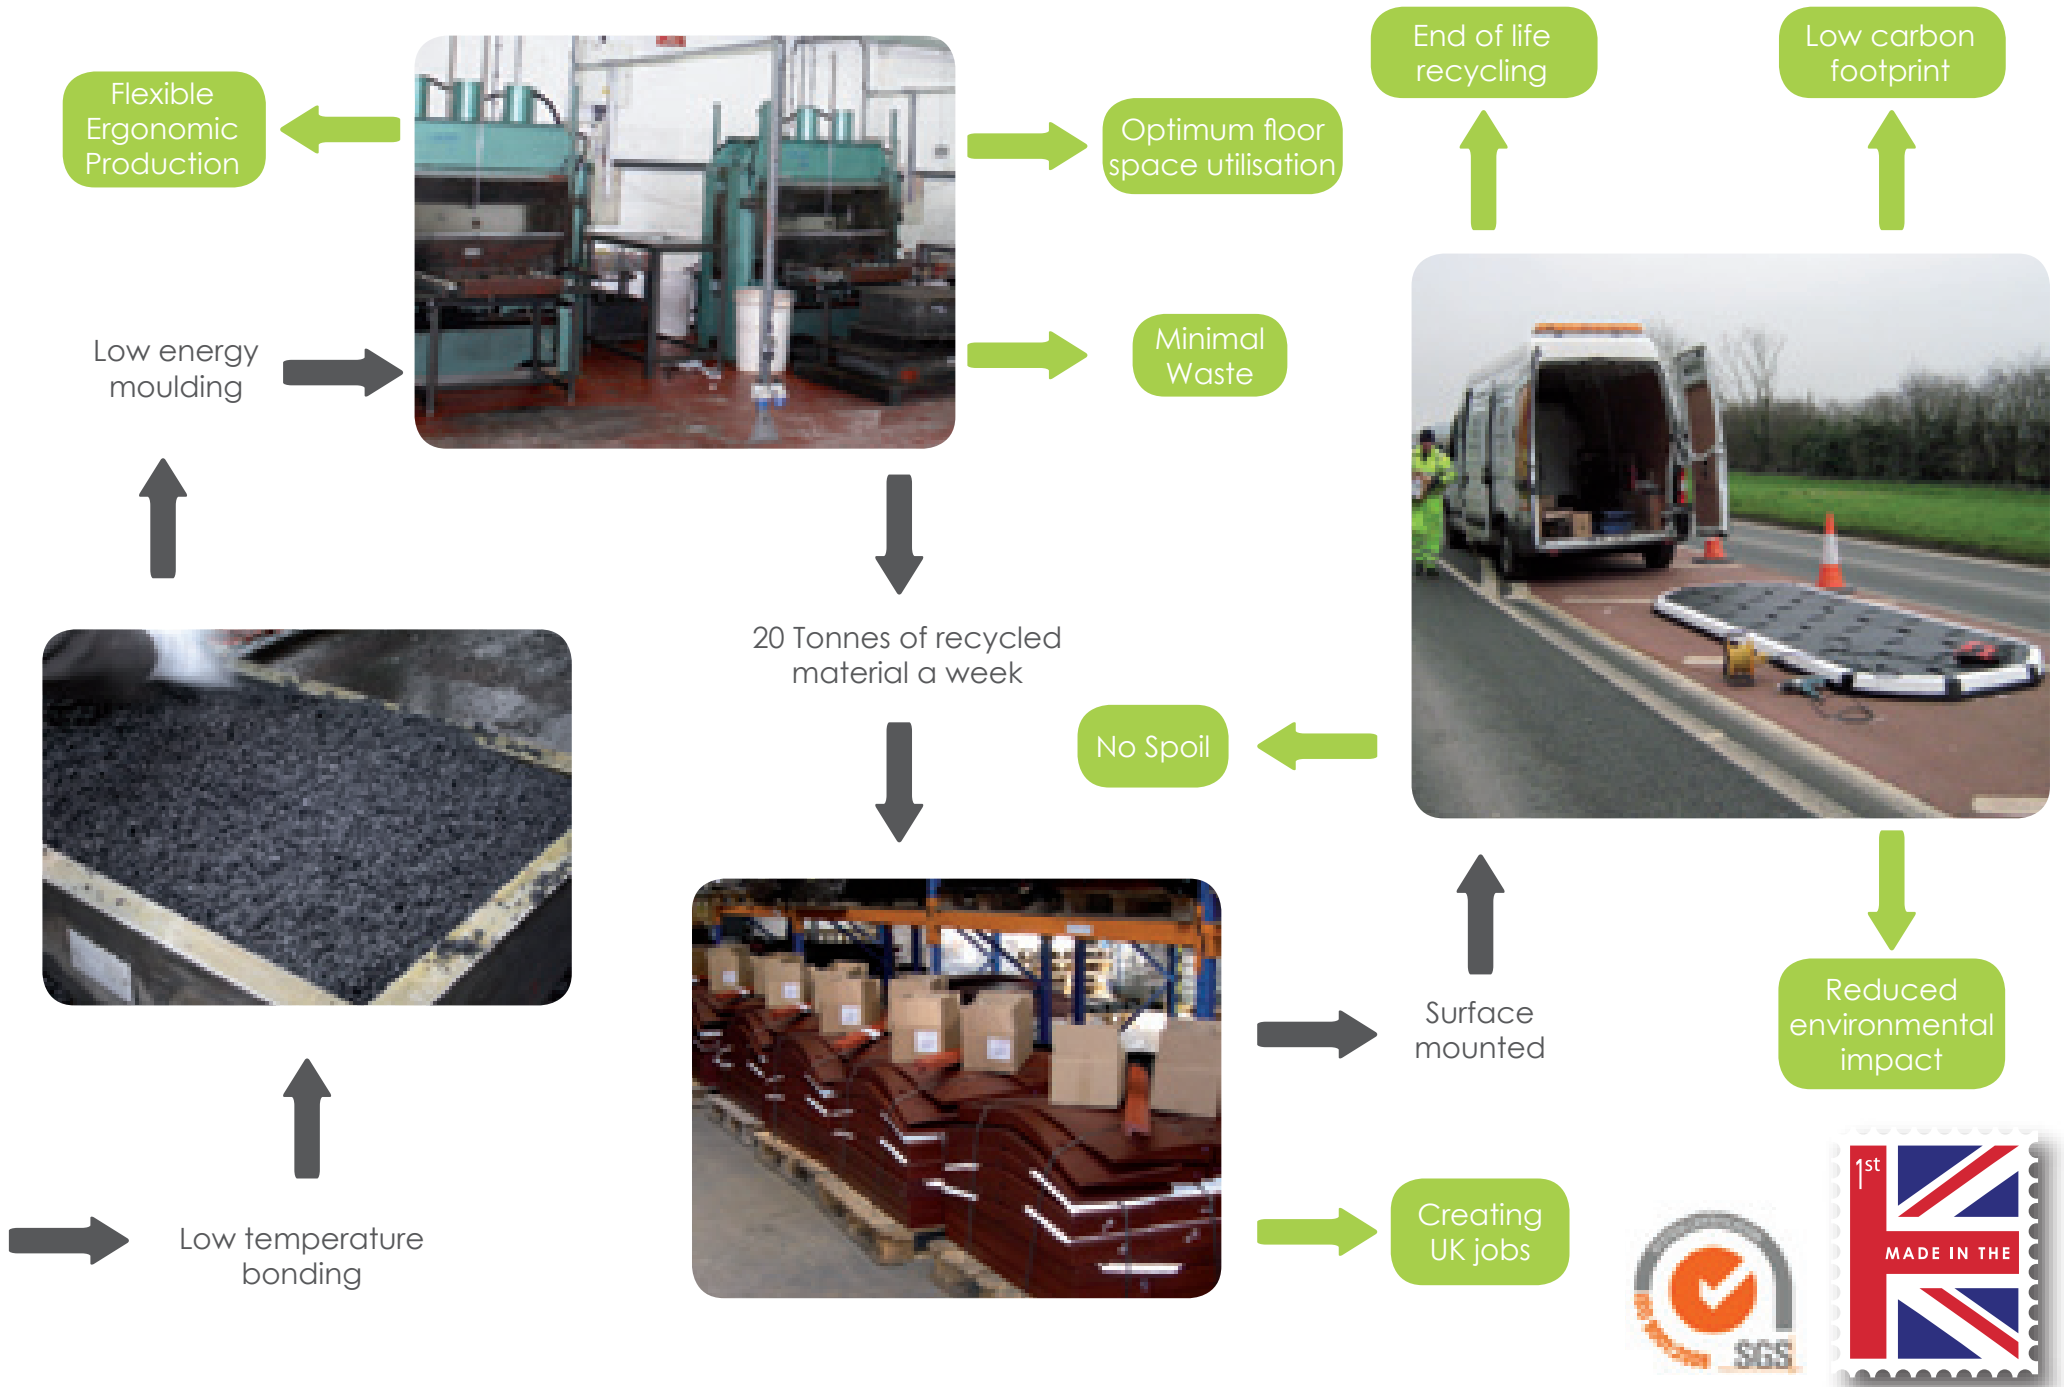 Flexible
Ergonomic
Production
Optimum floor
space utilisation
End of life
recycling
Low carbon
footprint
Low energy
moulding
Minimal
Waste
20 Tonnes of recycled
material a week
No Spoil
Surface
mounted
Reduced
environmental
impact
Low temperature
bonding
Creating
UK jobs
1st
MADE IN THE
SGS